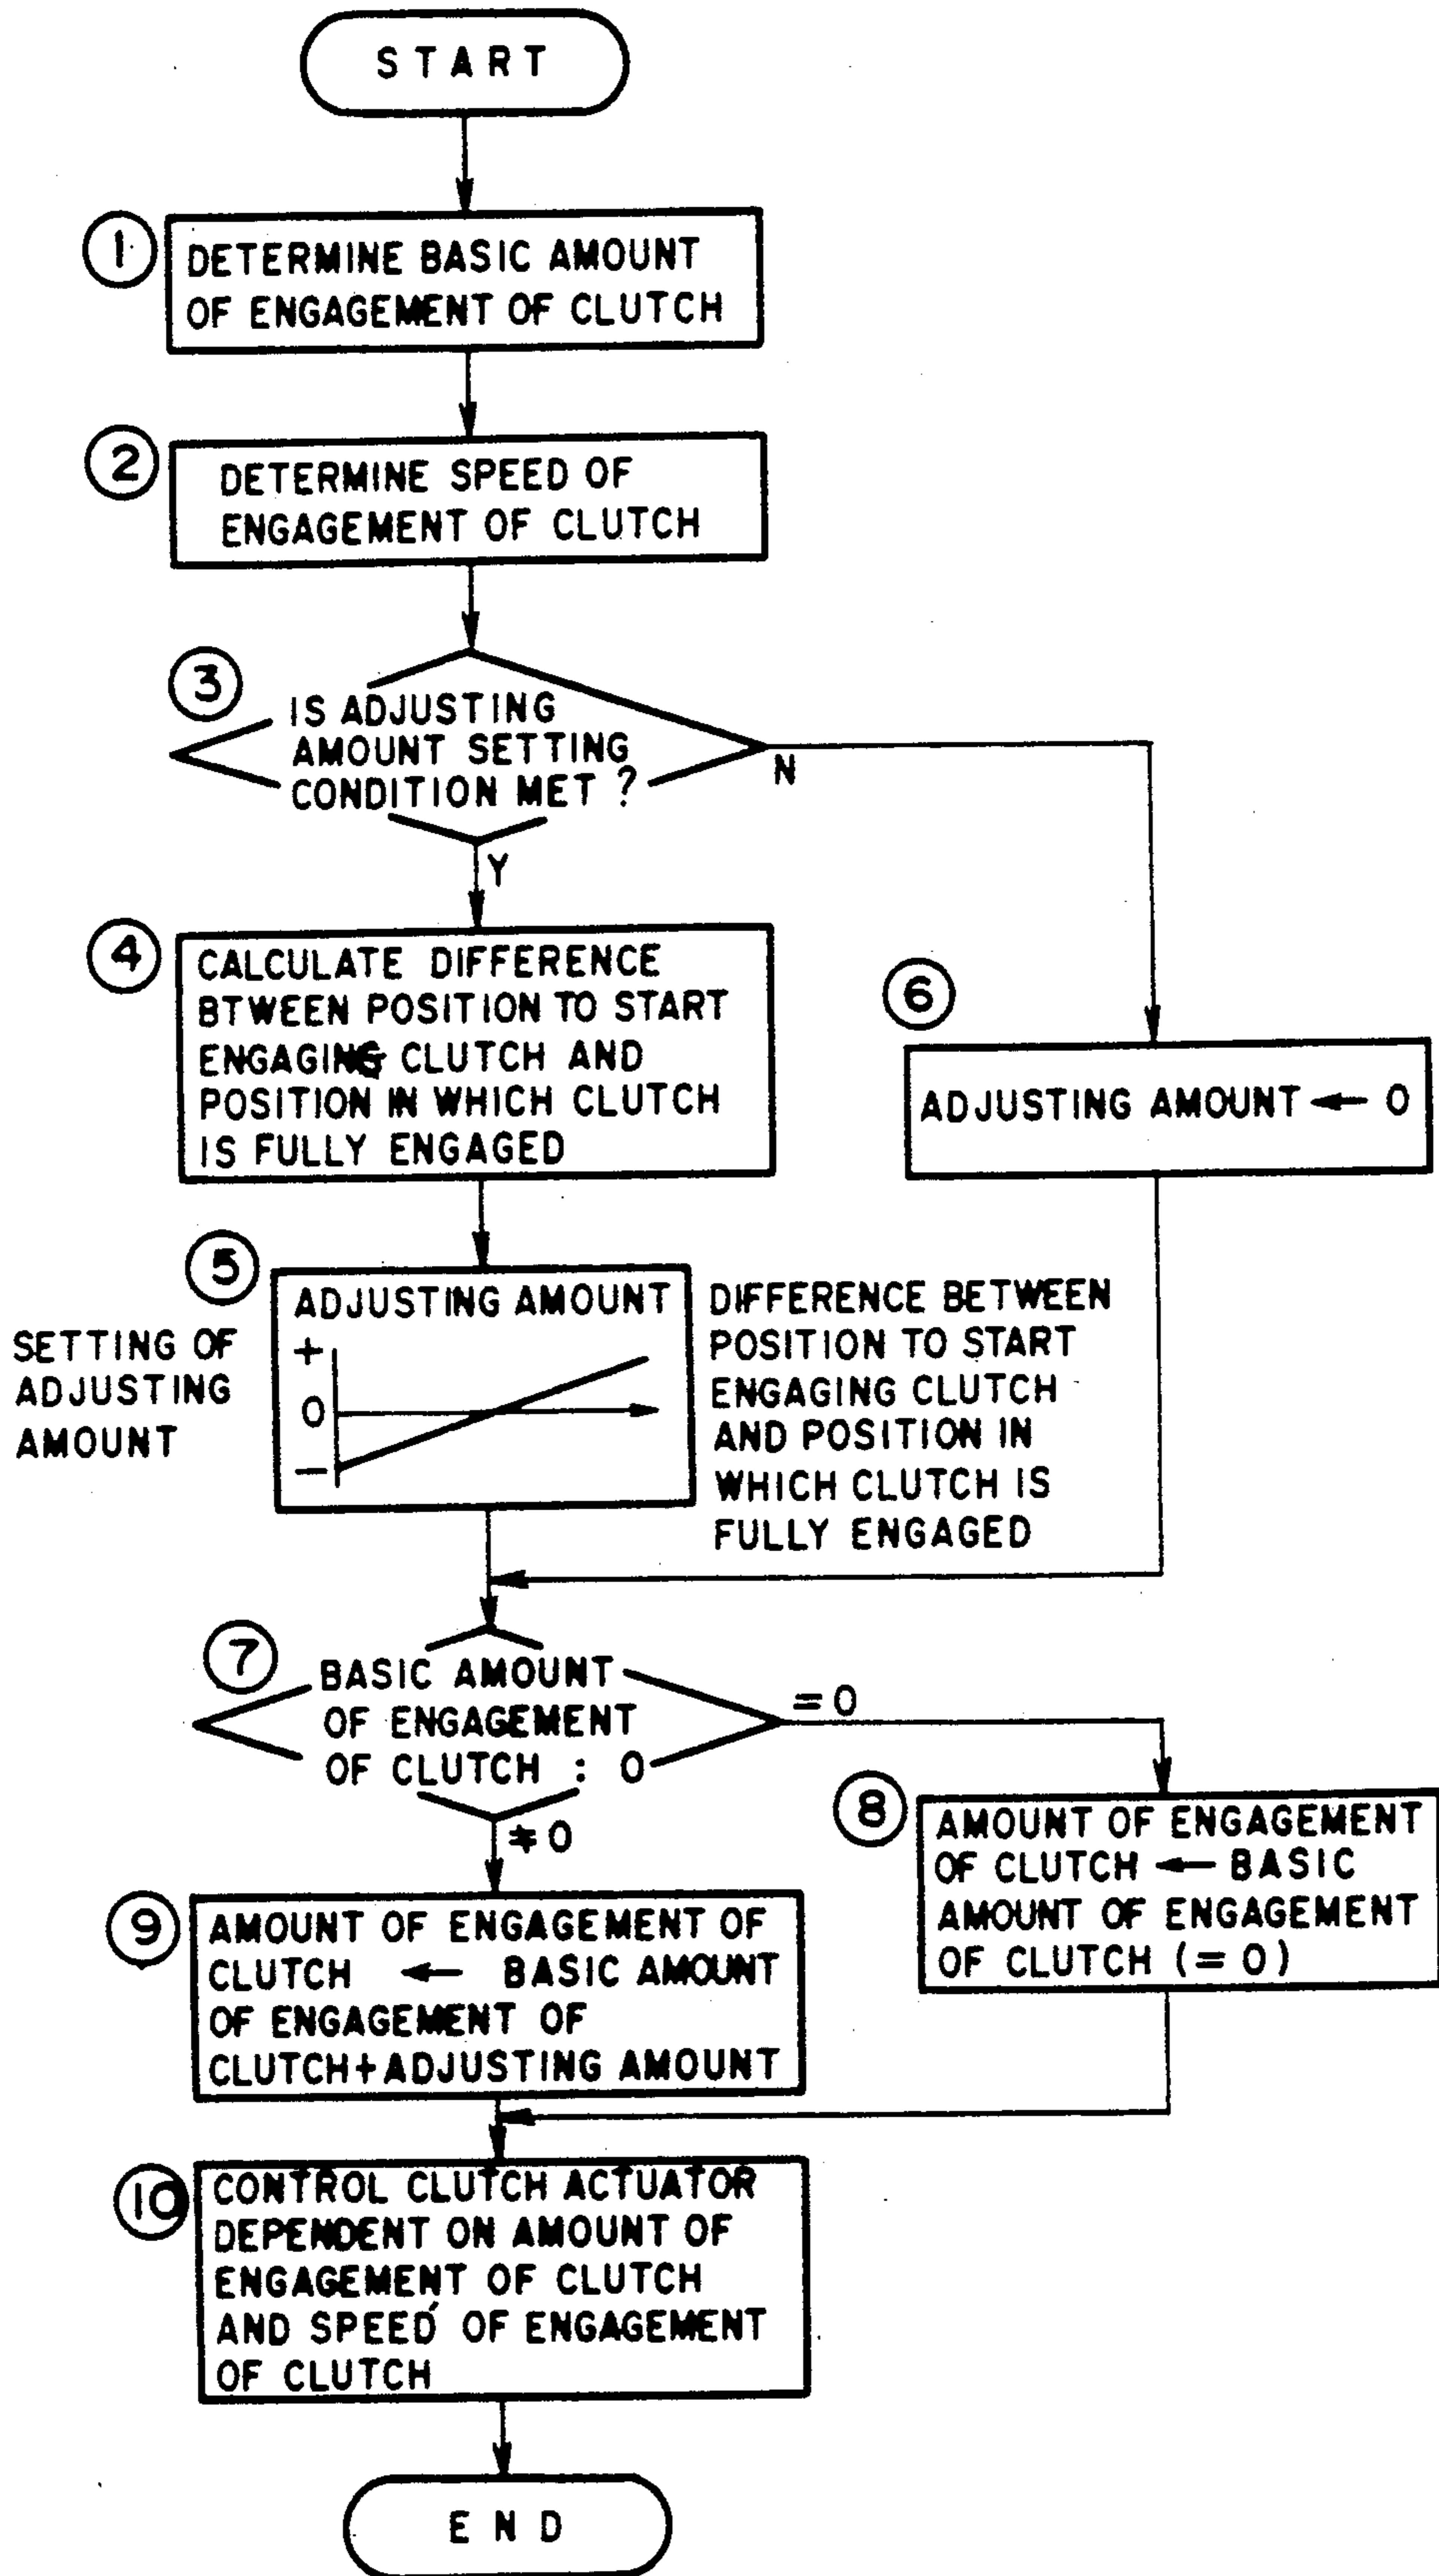 START
1
DETERMINE BASIC AMOUNT
OF ENGAGEMENT OF CLUTCH
2
DETERMINE SPEED OF
ENGAGEMENT OF CLUTCH
3
IS ADJUSTING
AMOUNT SETTING
CONDITION MET ?
N
Y
4
CALCULATE DIFFERENCE
BTWEEN POSITION TO START
ENGAGING CLUTCH AND
POSITION IN WHICH CLUTCH
IS FULLY ENGAGED
6
ADJUSTING AMOUNT ← 0
5
SETTING OF
ADJUSTING
AMOUNT
ADJUSTING AMOUNT
+
0
−
DIFFERENCE BETWEEN
POSITION TO START
ENGAGING CLUTCH
AND POSITION IN
WHICH CLUTCH IS
FULLY ENGAGED
7
BASIC AMOUNT
OF ENGAGEMENT
OF CLUTCH : 0
=0
≠0
8
AMOUNT OF ENGAGEMENT
OF CLUTCH ← BASIC
AMOUNT OF ENGAGEMENT
OF CLUTCH (=0)
9
AMOUNT OF ENGAGEMENT OF
CLUTCH ← BASIC AMOUNT
OF ENGAGEMENT OF
CLUTCH+ADJUSTING AMOUNT
10
CONTROL CLUTCH ACTUATOR
DEPENDENT ON AMOUNT OF
ENGAGEMENT OF CLUTCH
AND SPEED OF ENGAGEMENT
OF CLUTCH
END